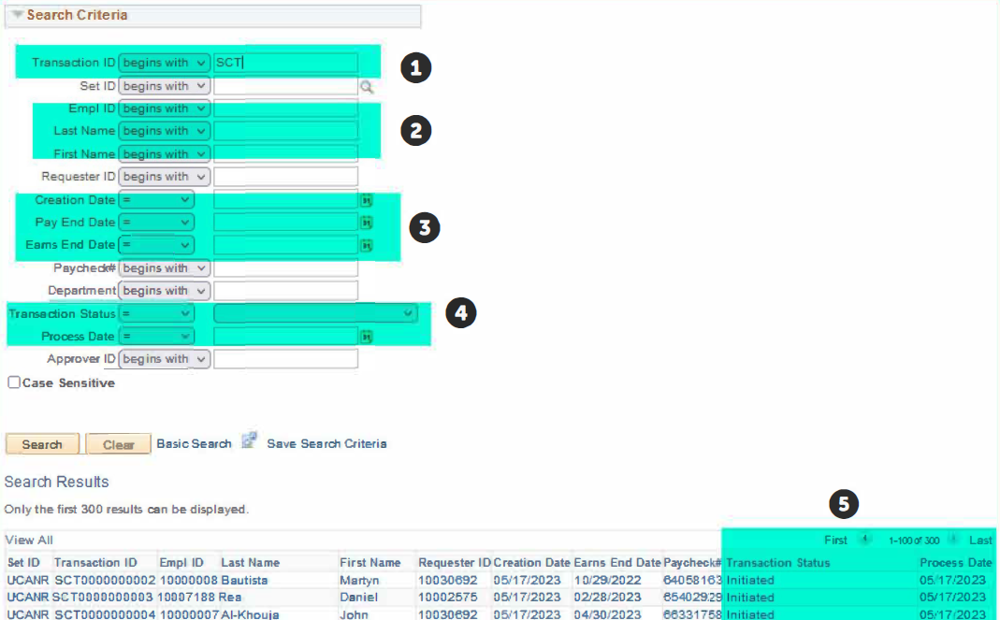 Search Criteria
Transaction ID begins with SCT
1
Set ID begins with
Empl ID begins with
Last Name begins with
2
First Name begins with
Requester ID begins with
Creation Date =
Pay End Date =
3
Earns End Date =
Paycheck# begins with
Department begins with
Transaction Status =
4
Process Date =
Approver ID begins with
Case Sensitive
Search Clear Basic Search Save Search Criteria
Search Results
Only the first 300 results can be displayed.
5
View All First 1-100 of 300 Last
Set ID Transaction ID Empl ID Last Name First Name Requester ID Creation Date Earns End Date Paycheck# Transaction Status Process Date
UCANR SCT0000000002 10000008 Bautista Martyn 10030692 05/17/2023 10/29/2022 64058163 Initiated 05/17/2023
UCANR SCT0000000003 10007188 Rea Daniel 10002575 05/17/2023 02/28/2023 65402929 Initiated 05/17/2023
UCANR SCT0000000004 10000007 Al-Khouja John 10030692 05/17/2023 04/30/2023 66331758 Initiated 05/17/2023